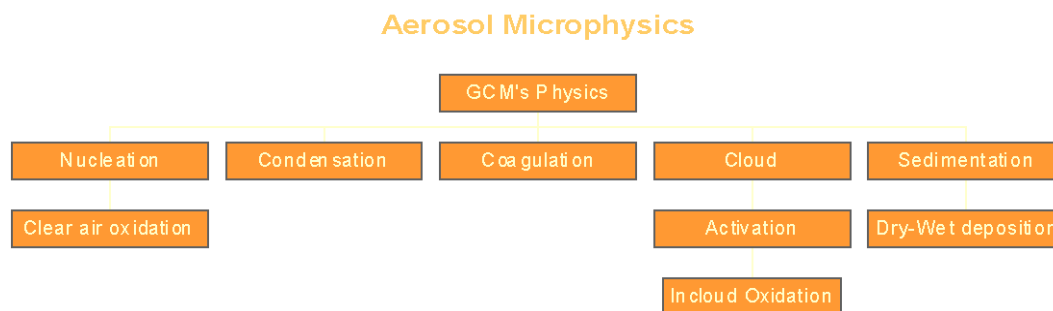 Aerosol Microphysics
GCM's Physics
Nucleation
Condensation
Coagulation
Cloud
Sedimentation
Clear air oxidation
Activation
Dry-Wet deposition
Incloud Oxidation